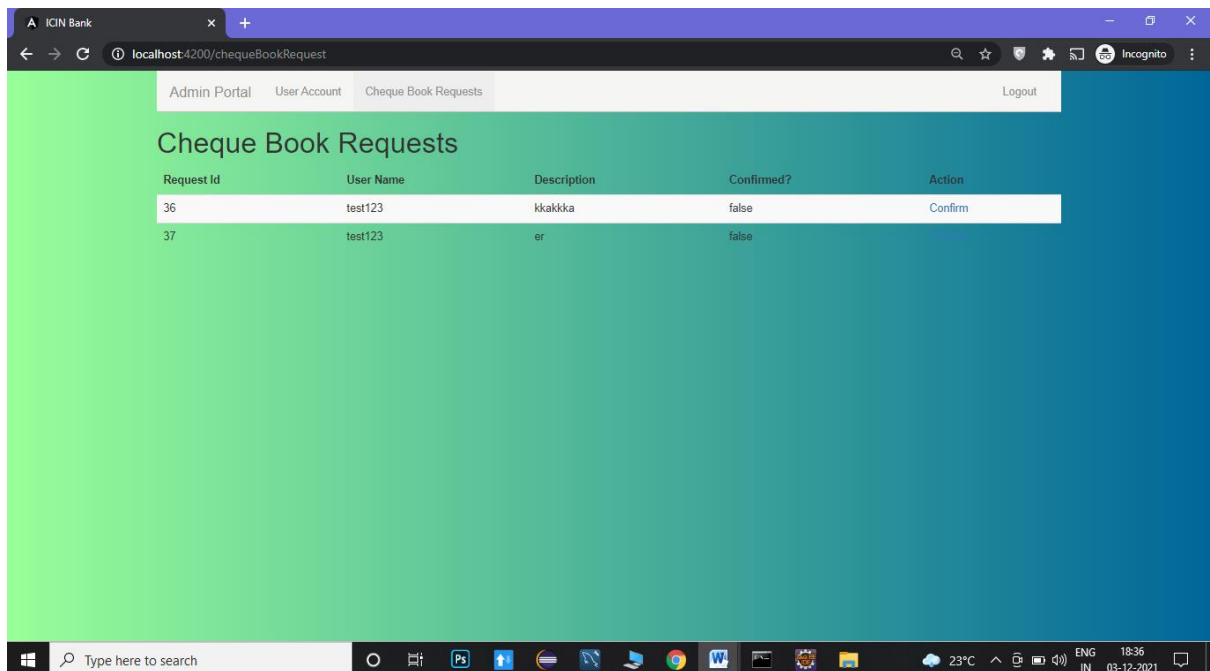 ICIN Bank
localhost:4200/chequeBookRequest
Incognito
Admin Portal User Account Cheque Book Requests Logout
Cheque Book Requests
Request Id User Name Description Confirmed? Action
36 test123 kkakkka false Confirm
37 test123 er false
Type here to search
Ps
W
23°C
ENG
IN
18:36
03-12-2021